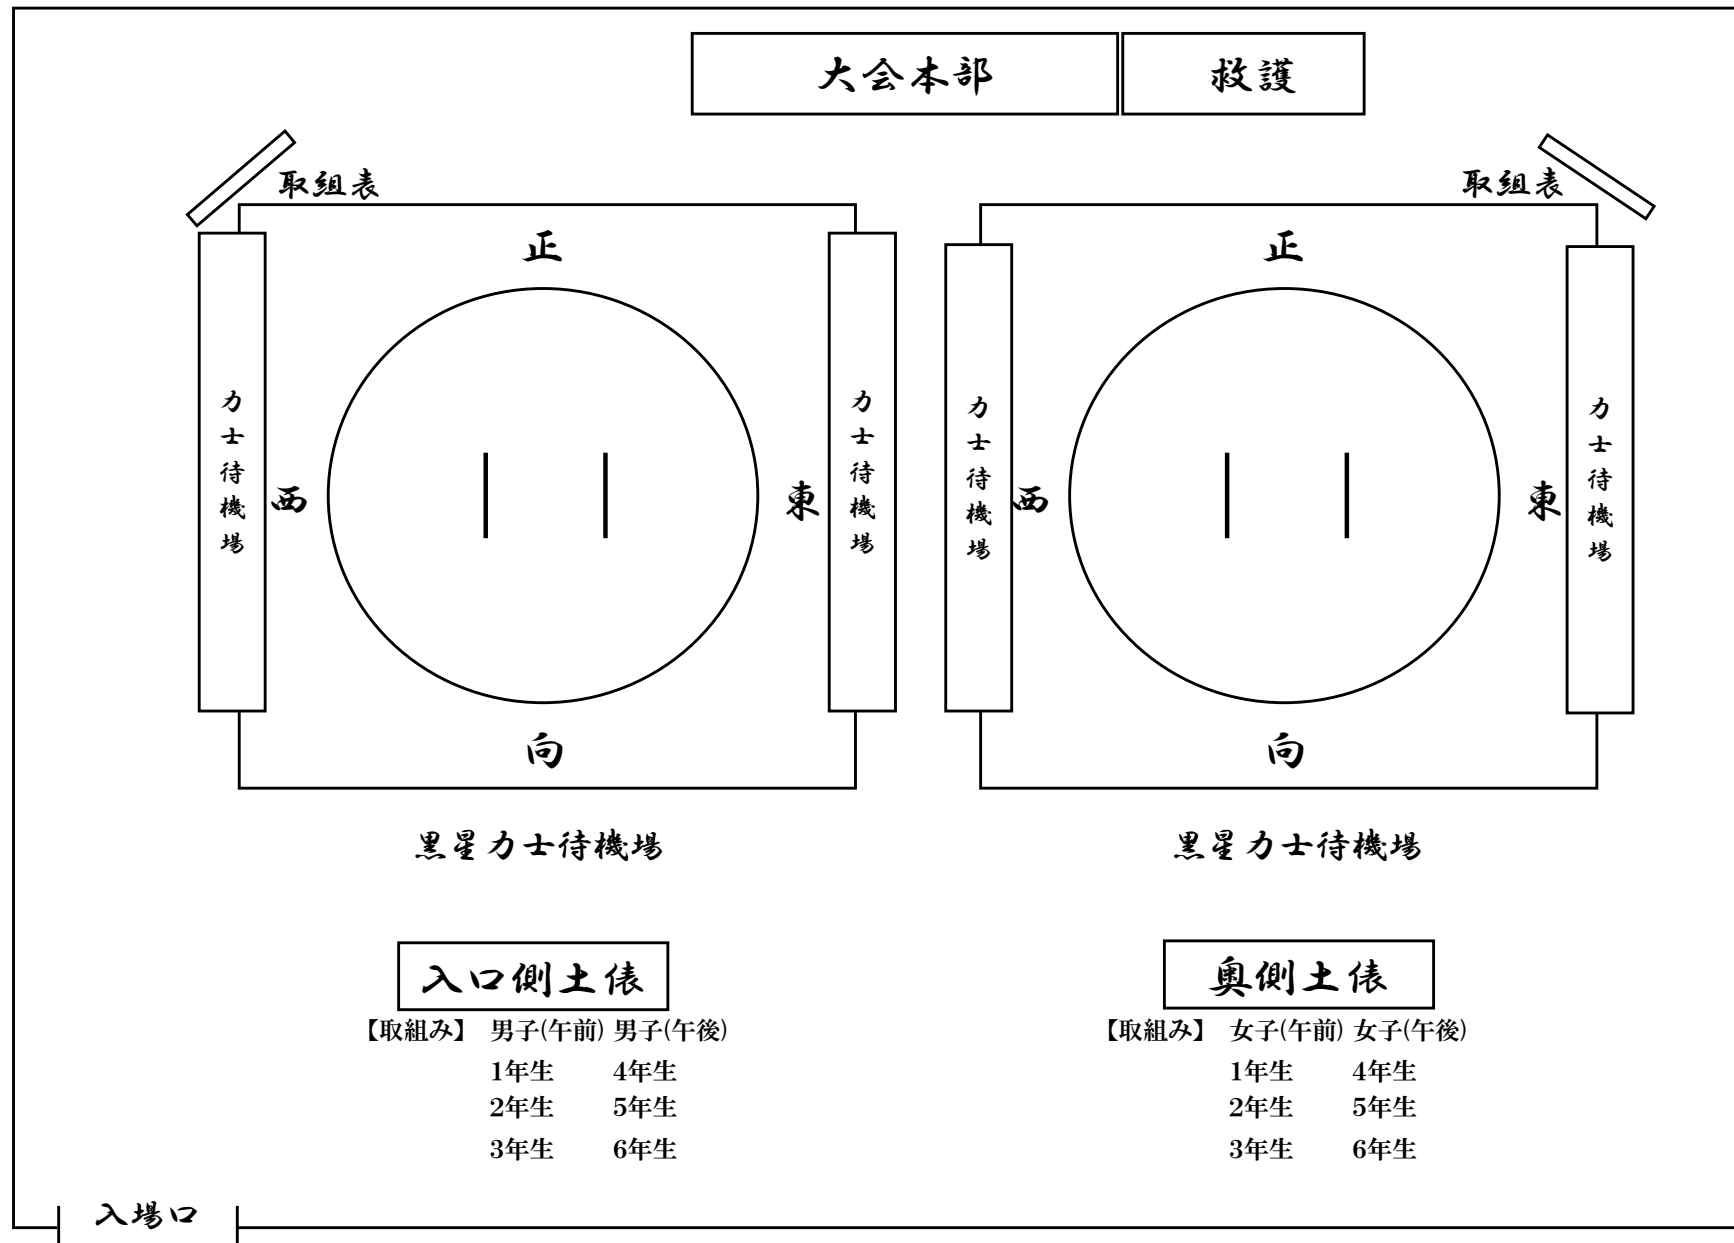 大会本部 救護
取組表 取組表
正 正
力士待機場 西 東 力士待機場 力士待機場 西 東 力士待機場
向 向
黒星力士待機場 黒星力士待機場
入口側土俵 奥側土俵
【取組み】 男子(午前) 男子(午後) 【取組み】 女子(午前) 女子(午後)
1年生 4年生 1年生 4年生
2年生 5年生 2年生 5年生
3年生 6年生 3年生 6年生
入場口